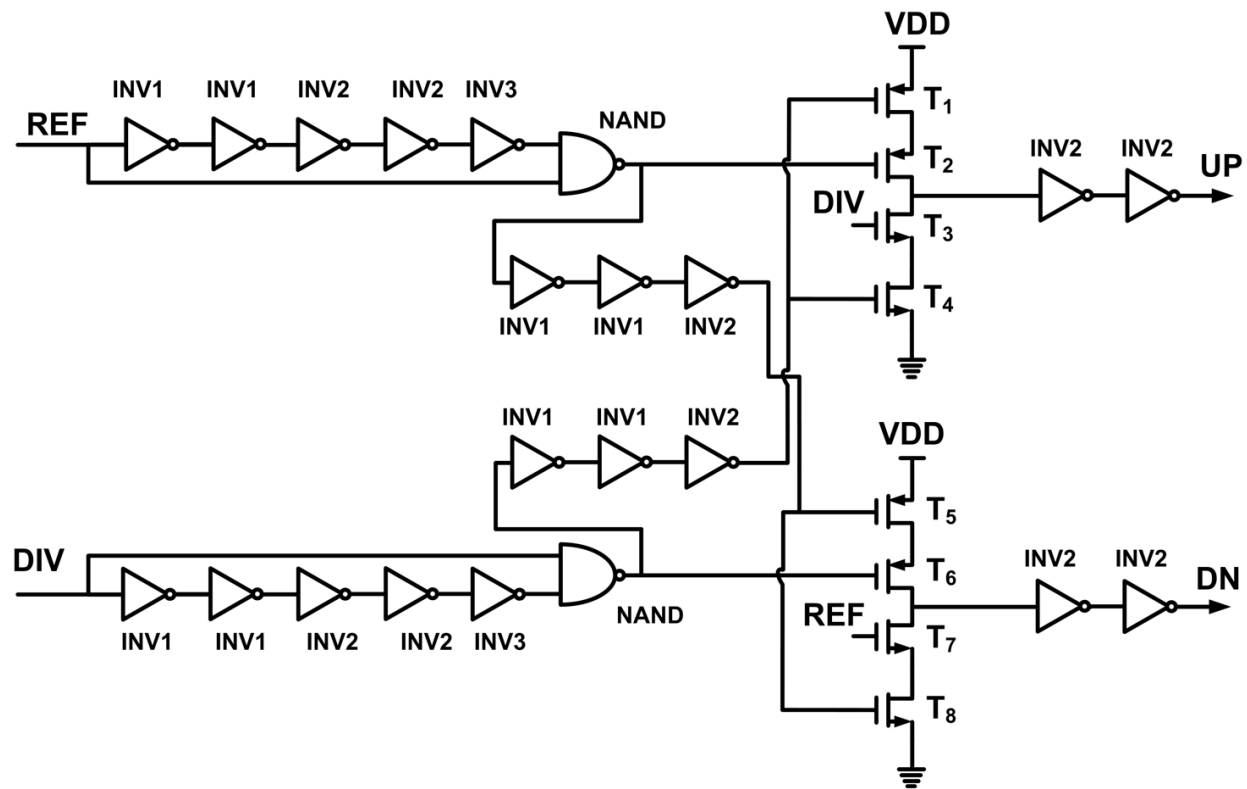 VDD
INV1 INV1 INV2 INV2 INV3
REF
NAND
T1
T2
INV2 INV2
UP
DIV
T3
T4
INV1 INV1 INV2
INV1 INV1 INV2
VDD
T5
DIV
T6
INV2 INV2
DN
NAND
REF
T7
INV1 INV1 INV2 INV2 INV3
T8